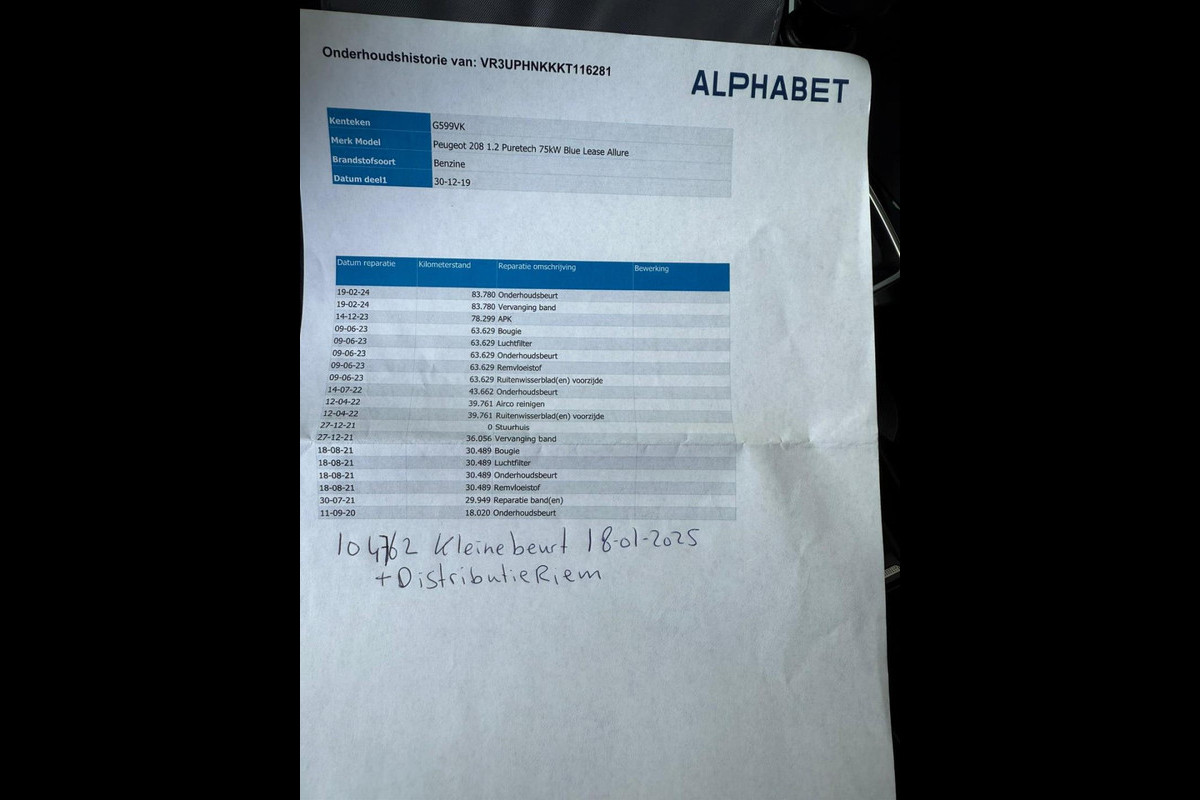 Onderhoudshistorie van: VR3UPHNKKKT116281
ALPHABET
Kenteken G599VK
Merk Model Peugeot 208 1.2 Puretech 75kW Blue Lease Allure
Brandstofsoort Benzine
Datum deel1 30-12-19
Datum reparatie Kilometerstand Reparatie omschrijving Bewerking
19-02-24 83.780 Onderhoudsbeurt
19-02-24 83.780 Vervanging band
14-12-23 78.299 APK
09-06-23 63.629 Bougie
09-06-23 63.629 Luchtfilter
09-06-23 63.629 Onderhoudsbeurt
09-06-23 63.629 Remvloeistof
09-06-23 63.629 Ruitenwisserblad(en) voorzijde
14-07-22 43.662 Onderhoudsbeurt
12-04-22 39.761 Airco reinigen
12-04-22 39.761 Ruitenwisserblad(en) voorzijde
27-12-21 0 Stuurhuis
27-12-21 36.056 Vervanging band
18-08-21 30.489 Bougie
18-08-21 30.489 Luchtfilter
18-08-21 30.489 Onderhoudsbeurt
18-08-21 30.489 Remvloeistof
30-07-21 29.949 Reparatie band(en)
11-09-20 18.020 Onderhoudsbeurt
104762 Kleine beurt 18-01-2025
+ DistributieRiem